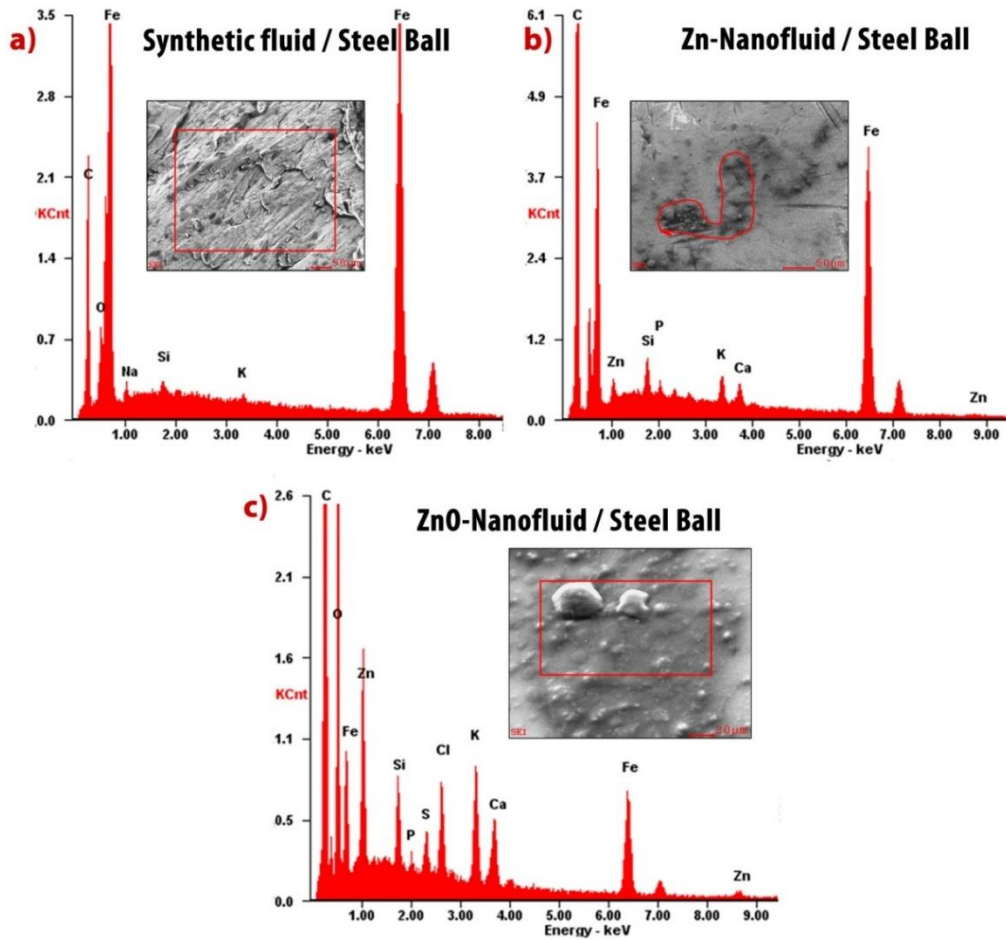 a)
Synthetic fluid / Steel Ball
3.5
2.8
2.1
KCnt
1.4
0.7
0.0
C
O
Fe
Na
Si
K
Fe
50µm
1.00 2.00 3.00 4.00 5.00 6.00 7.00
Energy - keV
b)
Zn-Nanofluid / Steel Ball
6.1
4.9
3.7
KCnt
2.4
1.2
0.0
C
Fe
Zn
Si
P
K
Ca
Fe
Zn
50µm
1.00 2.00 3.00 4.00 5.00 6.00 7.00 8.00 9.00
Energy - keV
c)
ZnO-Nanofluid / Steel Ball
2.6
2.1
1.6
KCnt
1.1
0.5
0.0
C
O
Fe
Zn
Si
P
S
Cl
K
Ca
Fe
Zn
SEI
1.00 2.00 3.00 4.00 5.00 6.00 7.00 8.00 9.00
Energy - keV